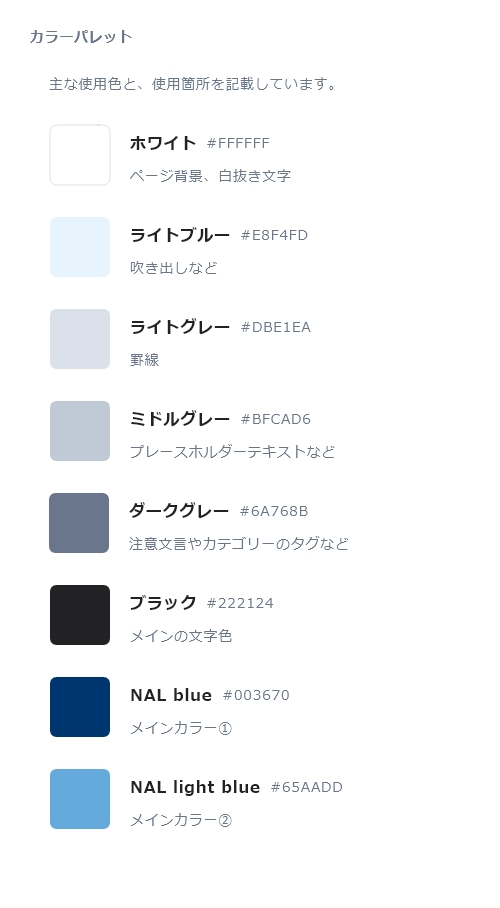 カラーパレット
主な使用色と、使用箇所を記載しています。
ホワイト #FFFFFF
ページ背景、白抜き文字
ライトブルー #E8F4FD
吹き出しなど
ライトグレー #DBE1EA
罫線
ミドルグレー #BFCAD6
プレースホルダーテキストなど
ダークグレー #6A768B
注意文言やカテゴリーのタグなど
ブラック #222124
メインの文字色
NAL blue #003670
メインカラー①
NAL light blue #65AADD
メインカラー②